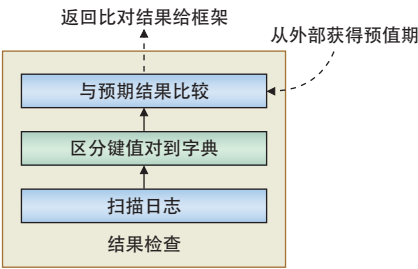 返回比对结果给框架
从外部获得预值期
与预期结果比较
区分键值对到字典
扫描日志
结果检查